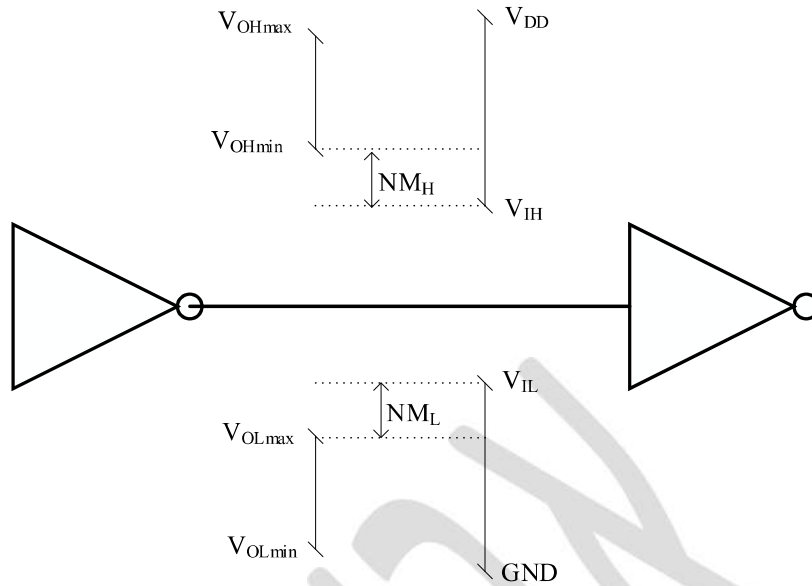 V_OHmax
V_DD
V_OHmin
NM_H
V_IH
V_IL
NM_L
V_OLmax
V_OLmin
GND